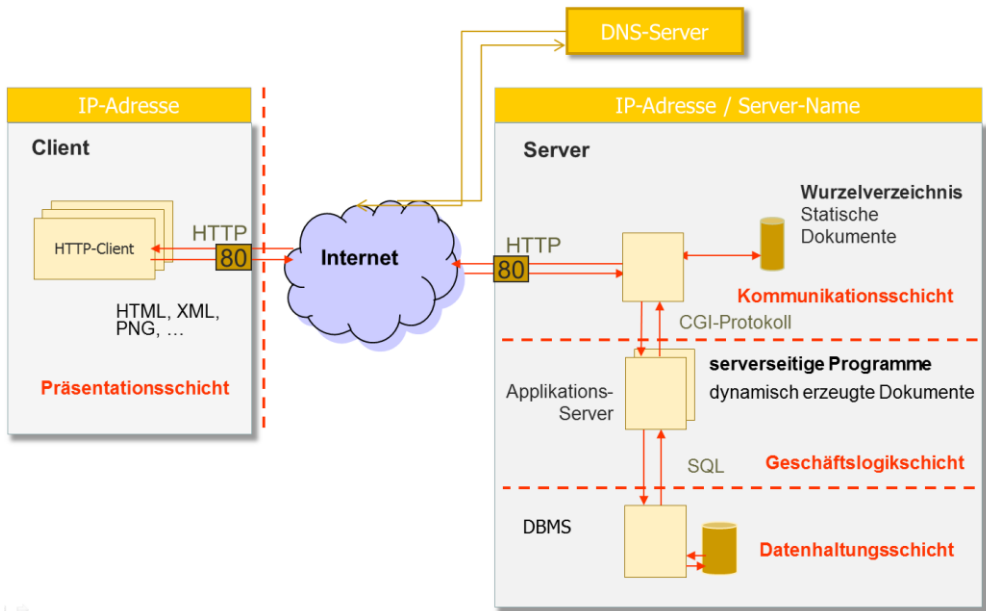 DNS-Server
IP-Adresse
Client
HTTP-Client
HTTP
80
HTML, XML,
PNG, …
Präsentationsschicht
Internet
IP-Adresse / Server-Name
Server
HTTP
80
Wurzelverzeichnis
Statische
Dokumente
Kommunikationsschicht
CGI-Protokoll
Applikations-
Server
serverseitige Programme
dynamisch erzeugte Dokumente
SQL
Geschäftslogikschicht
DBMS
Datenhaltungsschicht